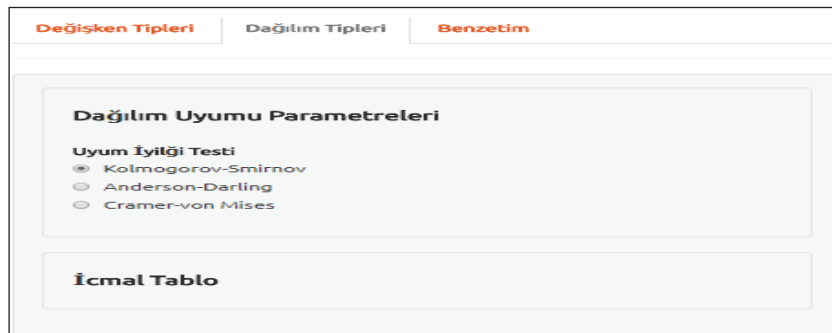 Değişken Tipleri Dağılım Tipleri Benzetim
Dağılım Uyumu Parametreleri
Uyum İyilği Testi
Kolmogorov-Smirnov
Anderson-Darling
Cramer-von Mises
İcmal Tablo